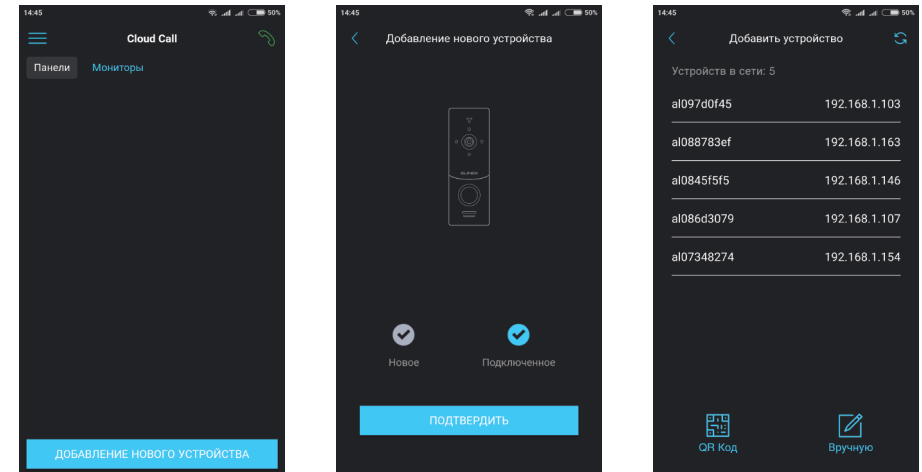 14:45
50%
Cloud Call
Панели
Мониторы
ДОБАВЛЕНИЕ НОВОГО УСТРОЙСТВА
14:45
50%
Добавление нового устройства
SLINEX
Новое
Подключенное
ПОДТВЕРДИТЬ
14:45
50%
Добавить устройство
Устройств в сети: 5
al097d0f45 192.168.1.103
al088783ef 192.168.1.163
al0845f5f5 192.168.1.146
al086d3079 192.168.1.107
al07348274 192.168.1.154
QR Код
Вручную